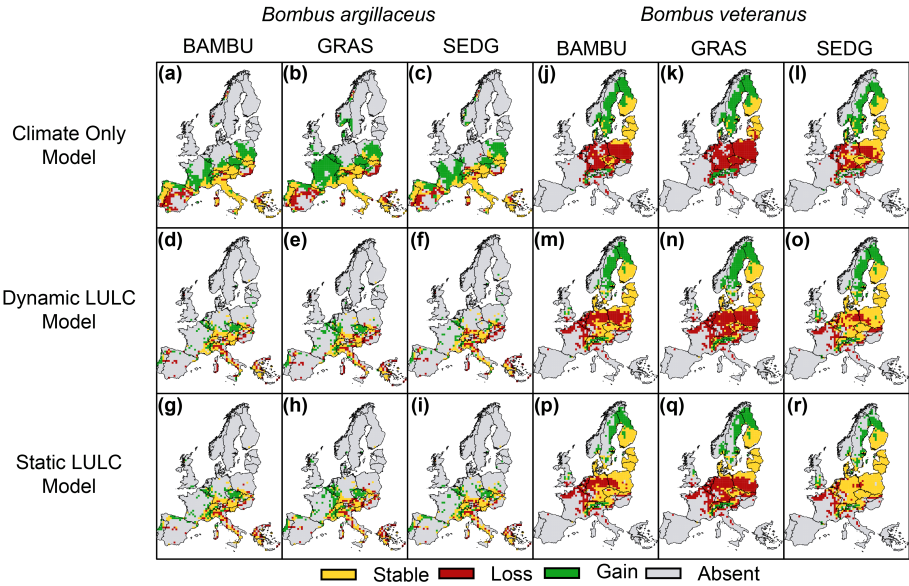 Bombus argillaceus Bombus veteranus
BAMBU GRAS SEDG BAMBU GRAS SEDG
(a) (b) (c) (j) (k) (l)
Climate Only
Model
(d) (e) (f) (m) (n) (o)
Dynamic LULC
Model
(g) (h) (i) (p) (q) (r)
Static LULC
Model
Stable Loss Gain Absent